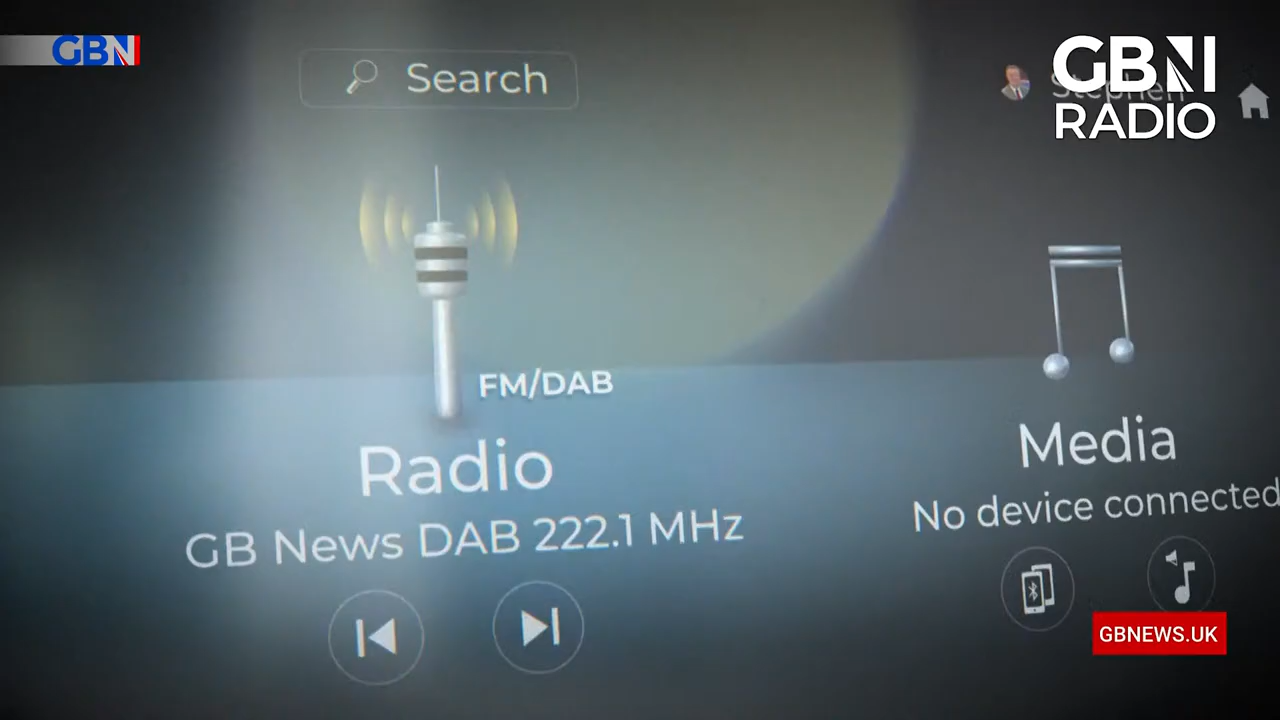 GBN
Search
Stephen
GBN
RADIO
FM/DAB
Radio
GB News DAB 222.1 MHz
Media
No device connected
GBNEWS.UK